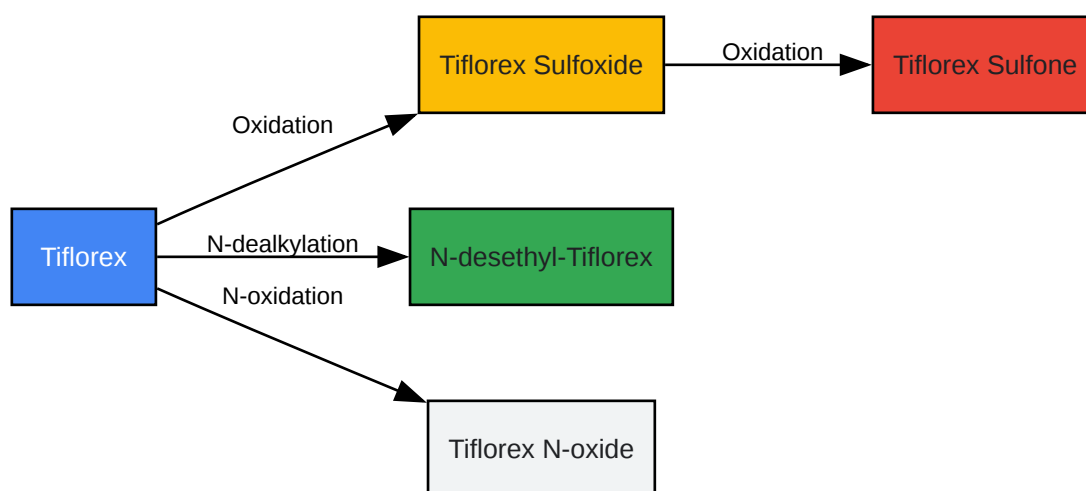 Tiflorex Sulfoxide
Oxidation
Tiflorex Sulfone
Oxidation
Tiflorex
N-dealkylation
N-desethyl-Tiflorex
N-oxidation
Tiflorex N-oxide